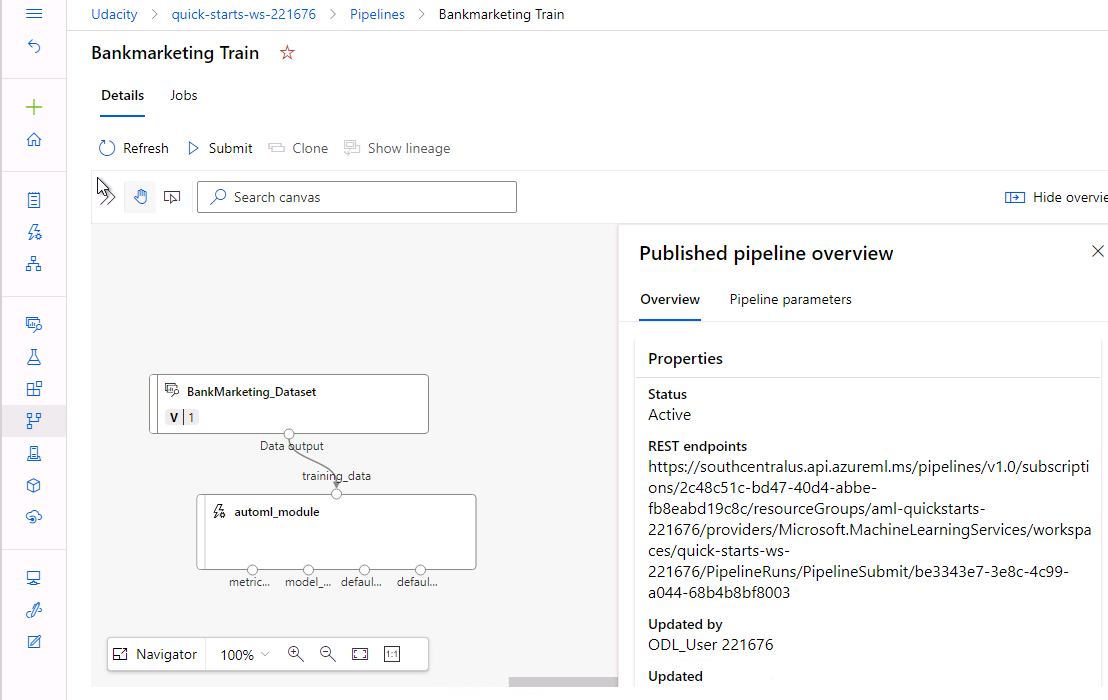 Udacity > quick-starts-ws-221676 > Pipelines > Bankmarketing Train
Bankmarketing Train
Details Jobs
Refresh Submit Clone Show lineage
Search canvas
Hide overvie
BankMarketing_Dataset
V 1
Data output
training_data
automl_module
metric... model_... defaul... defaul...
Navigator 100% 1:1
Published pipeline overview
Overview Pipeline parameters
Properties
Status
Active
REST endpoints
https://southcentralus.api.azureml.ms/pipelines/v1.0/subscripti
ons/2c48c51c-bd47-40d4-abbe-
fb8eabd19c8c/resourceGroups/aml-quickstarts-
221676/providers/Microsoft.MachineLearningServices/workspa
ces/quick-starts-ws-
221676/PipelineRuns/PipelineSubmit/be3343e7-3e8c-4c99-
a044-68b4b8bf8003
Updated by
ODL_User 221676
Updated